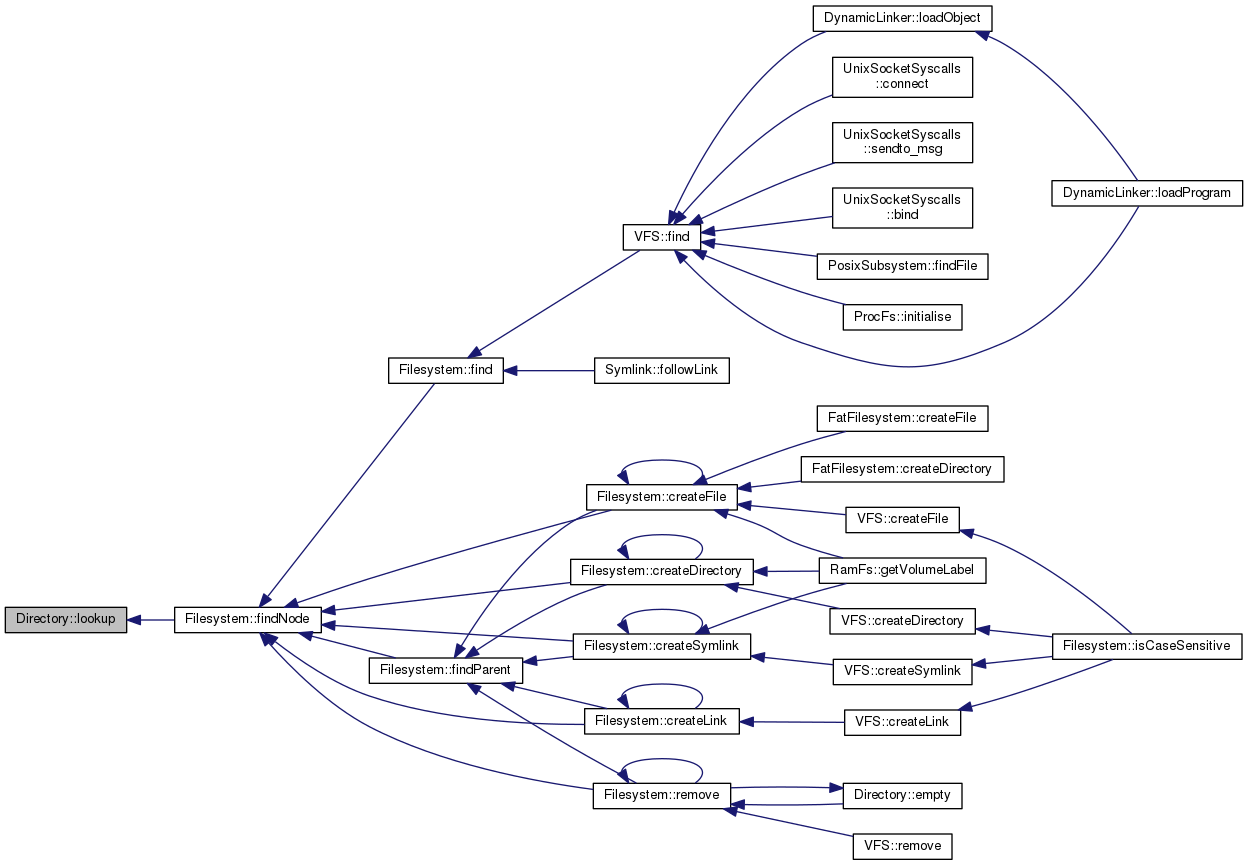 DynamicLinker::loadObject
UnixSocketSyscalls
::connect
UnixSocketSyscalls
::sendto_msg
DynamicLinker::loadProgram
UnixSocketSyscalls
::bind
VFS::find
PosixSubsystem::findFile
ProcFs::initialise
Filesystem::find
Symlink::followLink
FatFilesystem::createFile
FatFilesystem::createDirectory
Filesystem::createFile
VFS::createFile
Filesystem::createDirectory
RamFs::getVolumeLabel
Directory::lookup
Filesystem::findNode
VFS::createDirectory
Filesystem::createSymlink
Filesystem::isCaseSensitive
Filesystem::findParent
VFS::createSymlink
Filesystem::createLink
VFS::createLink
Filesystem::remove
Directory::empty
VFS::remove